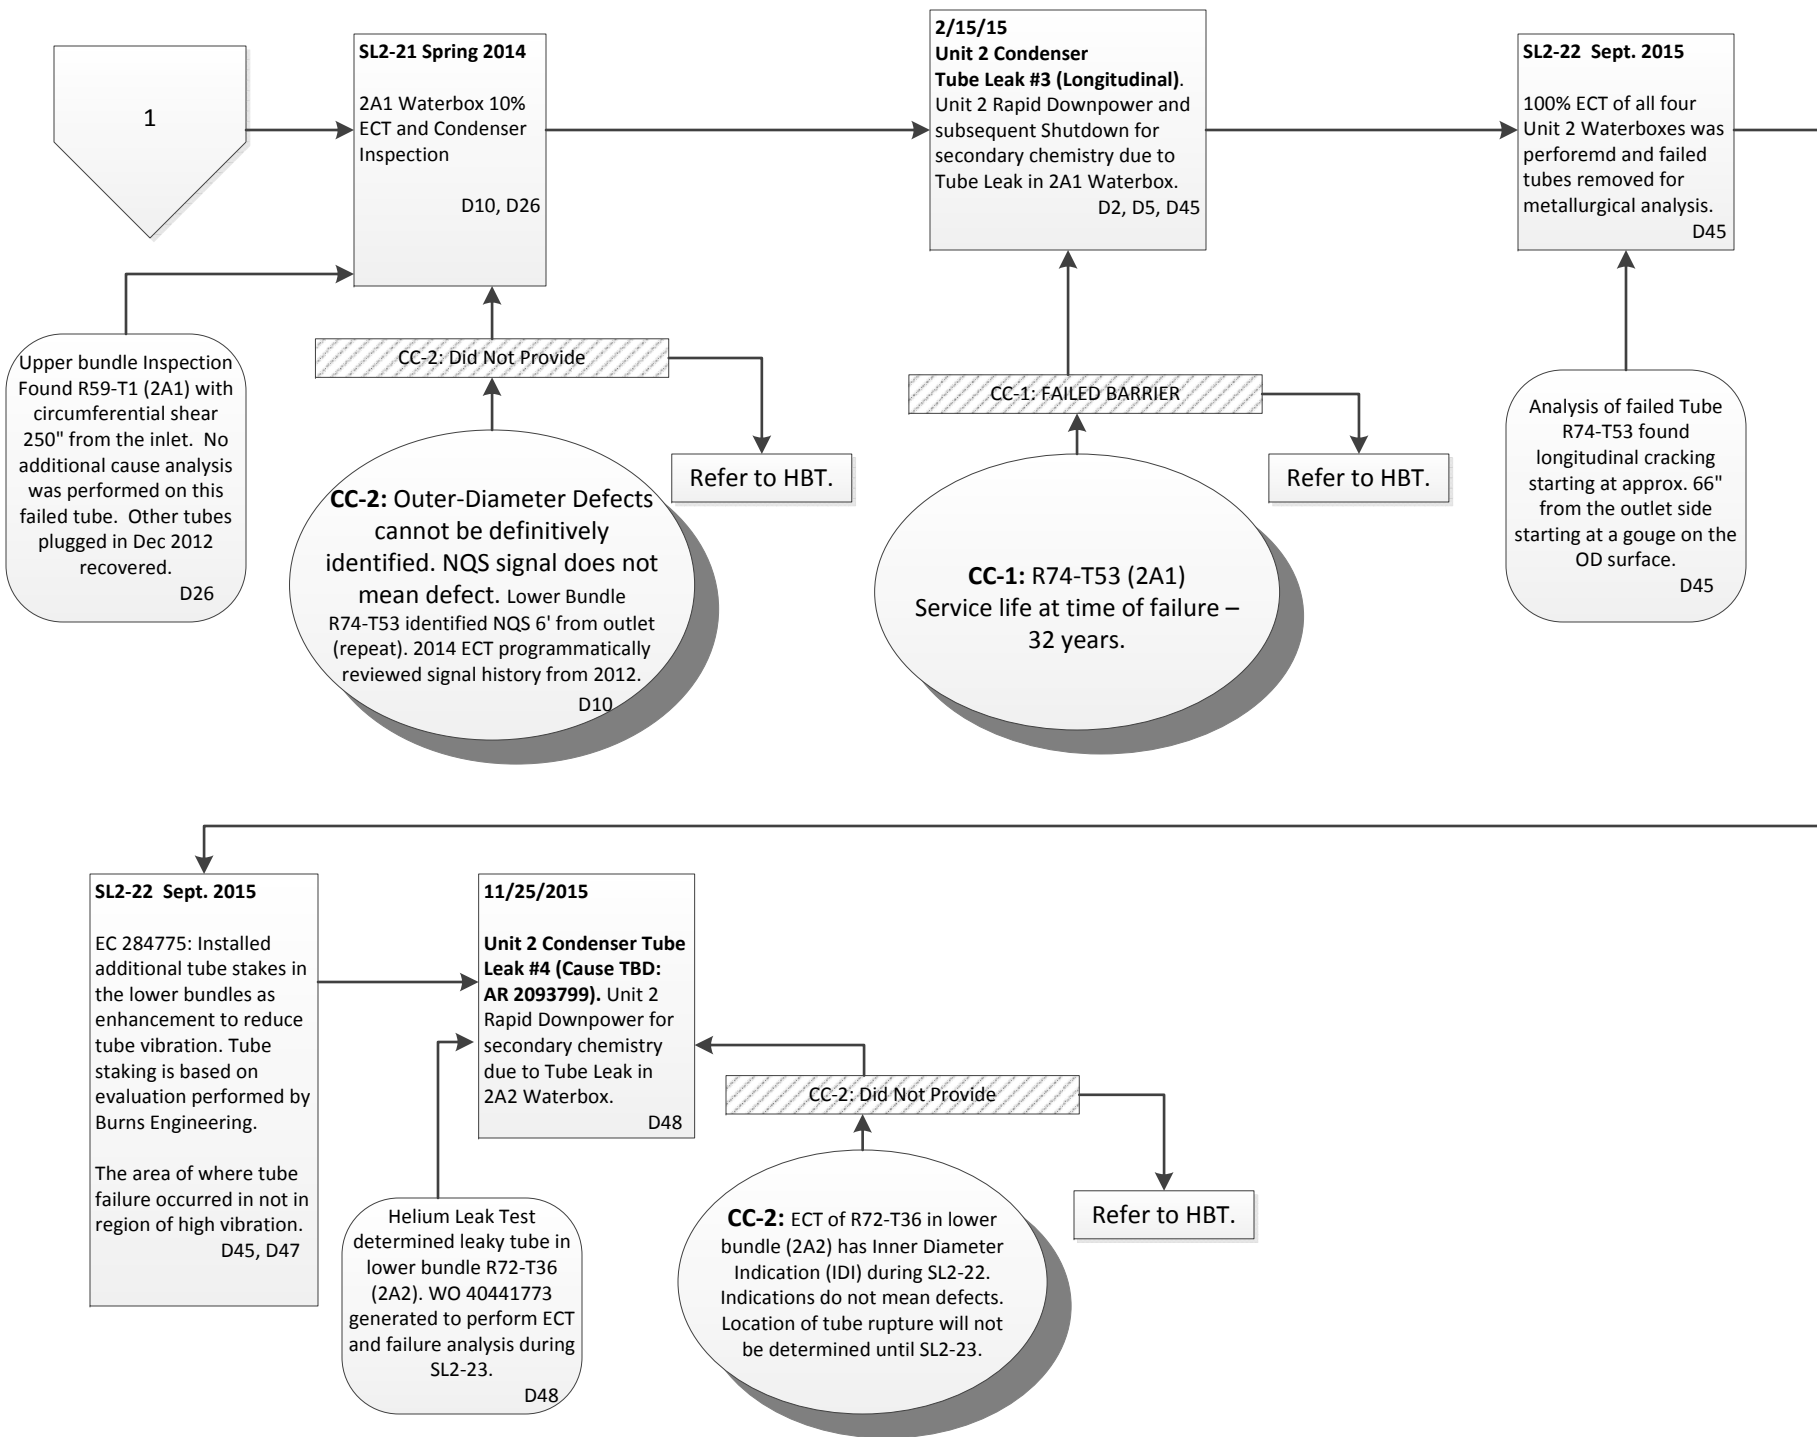 1
SL2-21 Spring 2014
2A1 Waterbox 10%
ECT and Condenser
Inspection
D10, D26
2/15/15
Unit 2 Condenser
Tube Leak #3 (Longitudinal).
Unit 2 Rapid Downpower and
subsequent Shutdown for
secondary chemistry due to
Tube Leak in 2A1 Waterbox.
D2, D5, D45
SL2-22  Sept. 2015
100% ECT of all four
Unit 2 Waterboxes was
perforemd and failed
tubes removed for
metallurgical analysis.
D45
Upper bundle Inspection
Found R59-T1 (2A1) with
circumferential shear
250" from the inlet.  No
additional cause analysis
was performed on this
failed tube.  Other tubes
plugged in Dec 2012
recovered.
D26
CC-2: Did Not Provide
Refer to HBT.
CC-2: Outer-Diameter Defects
cannot be definitively
identified. NQS signal does not
mean defect. Lower Bundle
R74-T53 identified NQS 6' from outlet
(repeat). 2014 ECT programmatically
reviewed signal history from 2012.
D10
CC-1: FAILED BARRIER
Refer to HBT.
CC-1: R74-T53 (2A1)
Service life at time of failure –
32 years.
Analysis of failed Tube
R74-T53 found
longitudinal cracking
starting at approx. 66"
from the outlet side
starting at a gouge on the
OD surface.
D45
SL2-22  Sept. 2015
EC 284775: Installed
additional tube stakes in
the lower bundles as
enhancement to reduce
tube vibration. Tube
staking is based on
evaluation performed by
Burns Engineering.
The area of where tube
failure occurred in not in
region of high vibration.
D45, D47
11/25/2015
Unit 2 Condenser Tube
Leak #4 (Cause TBD:
AR 2093799). Unit 2
Rapid Downpower for
secondary chemistry
due to Tube Leak in
2A2 Waterbox.
D48
Helium Leak Test
determined leaky tube in
lower bundle R72-T36
(2A2). WO 40441773
generated to perform ECT
and failure analysis during
SL2-23.
D48
CC-2: Did Not Provide
Refer to HBT.
CC-2: ECT of R72-T36 in lower
bundle (2A2) has Inner Diameter
Indication (IDI) during SL2-22.
Indications do not mean defects.
Location of tube rupture will not
be determined until SL2-23.